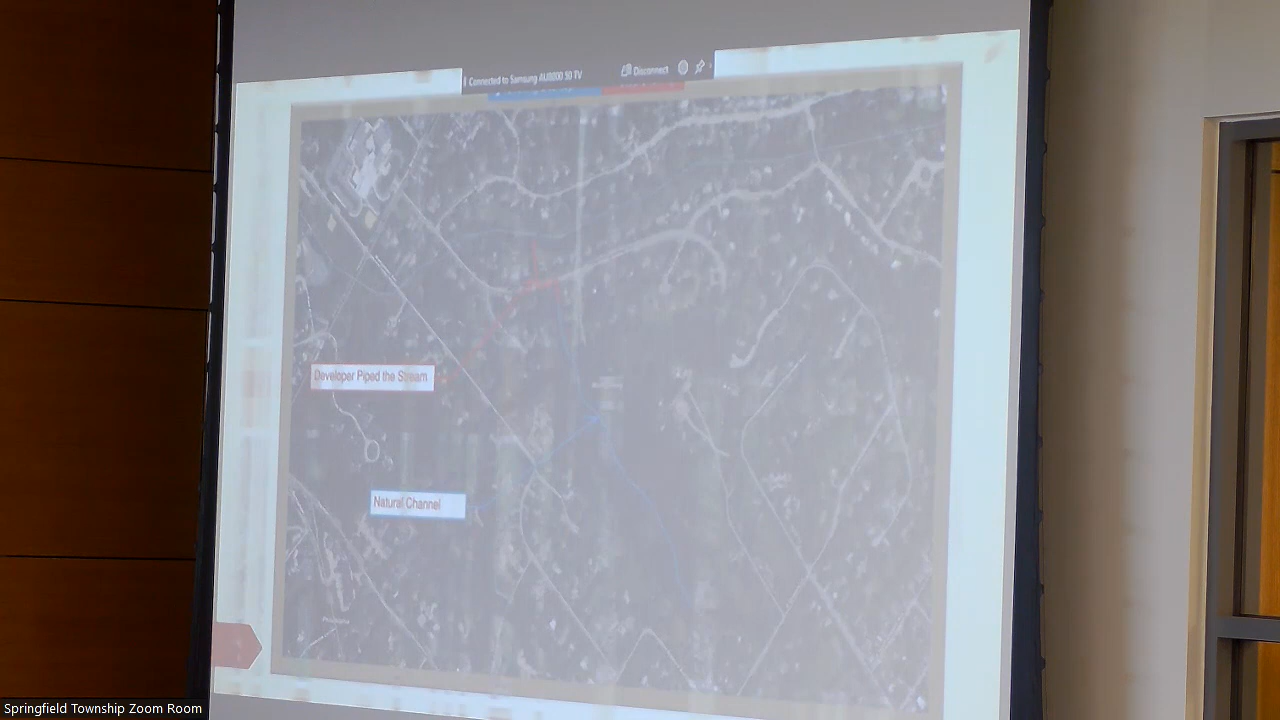 Connected to Samsung AU8000 50 TV
Disconnect
Developer Piped the Stream
Natural Channel
Springfield Township Zoom Room